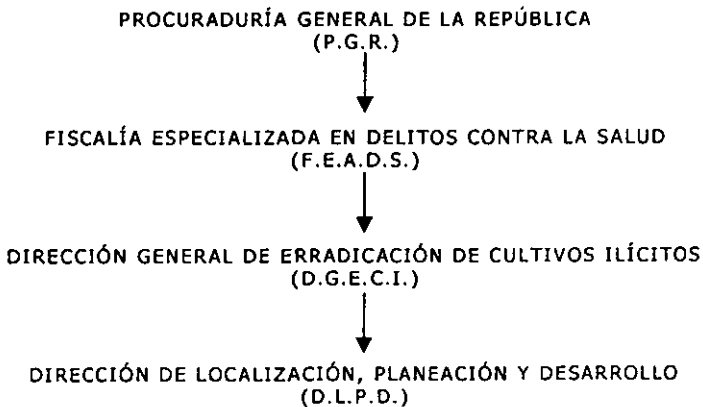 PROCURADURÍA GENERAL DE LA REPÚBLICA
(P.G.R.)
FISCALÍA ESPECIALIZADA EN DELITOS CONTRA LA SALUD
(F.E.A.D.S.)
DIRECCIÓN GENERAL DE ERRADICACIÓN DE CULTIVOS ILÍCITOS
(D.G.E.C.I.)
DIRECCIÓN DE LOCALIZACIÓN, PLANEACIÓN Y DESARROLLO
(D.L.P.D.)